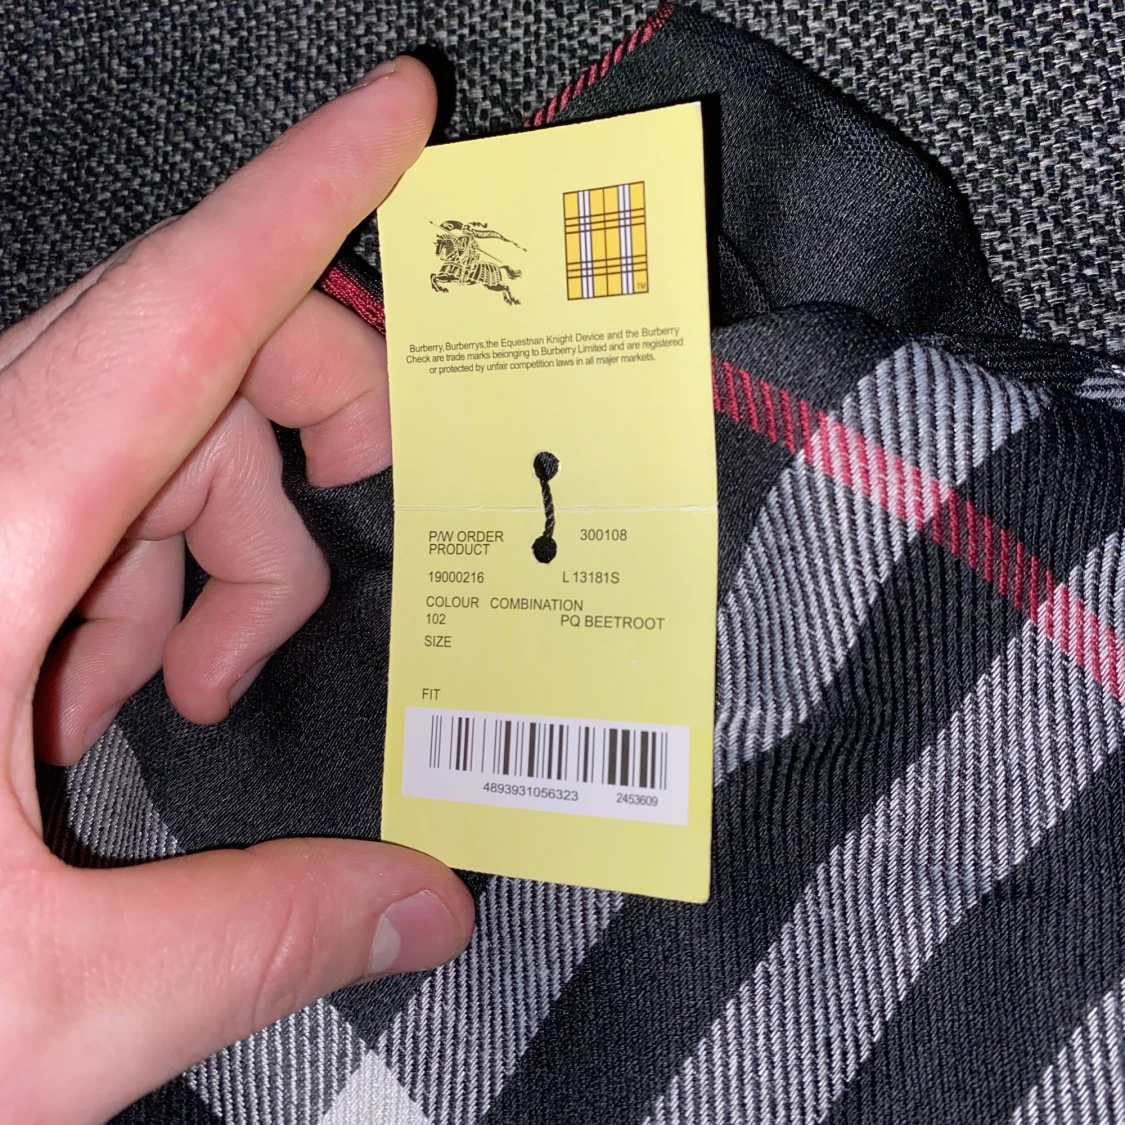 TM
Burberry, Burberrys, the Equestrian Knight Device and the Burberry
Check are trade marks belonging to Burberry Limited and are registered
or protected by unfair competition laws in all major markets.
P/W ORDER 300108
PRODUCT
19000216 L 13181S
COLOUR COMBINATION
102 PQ BEETROOT
SIZE
FIT
4893931056323 2453609